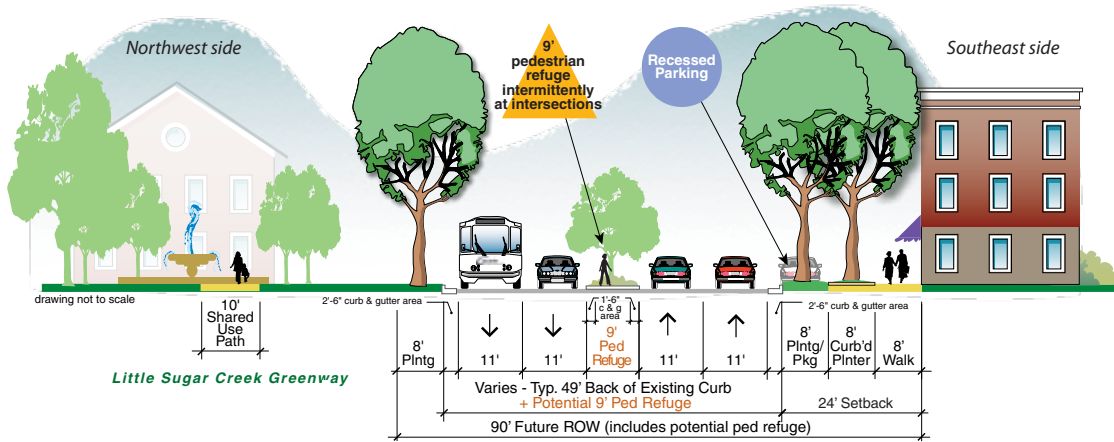 Northwest side
9'
pedestrian
refuge
intermittently
at intersections
Recessed
Parking
Southeast side
drawing not to scale
10'
Shared
Use
Path
Little Sugar Creek Greenway
2'-6" curb & gutter area
1'-6"
c & g
area
2'-6" curb & gutter area
8'
Plntg
11'
11'
9'
Ped
Refuge
11'
11'
8'
Plntg/
Pkg
8'
Curb'd
Plnter
8'
Walk
Varies - Typ. 49' Back of Existing Curb
+ Potential 9' Ped Refuge
24' Setback
90' Future ROW (includes potential ped refuge)